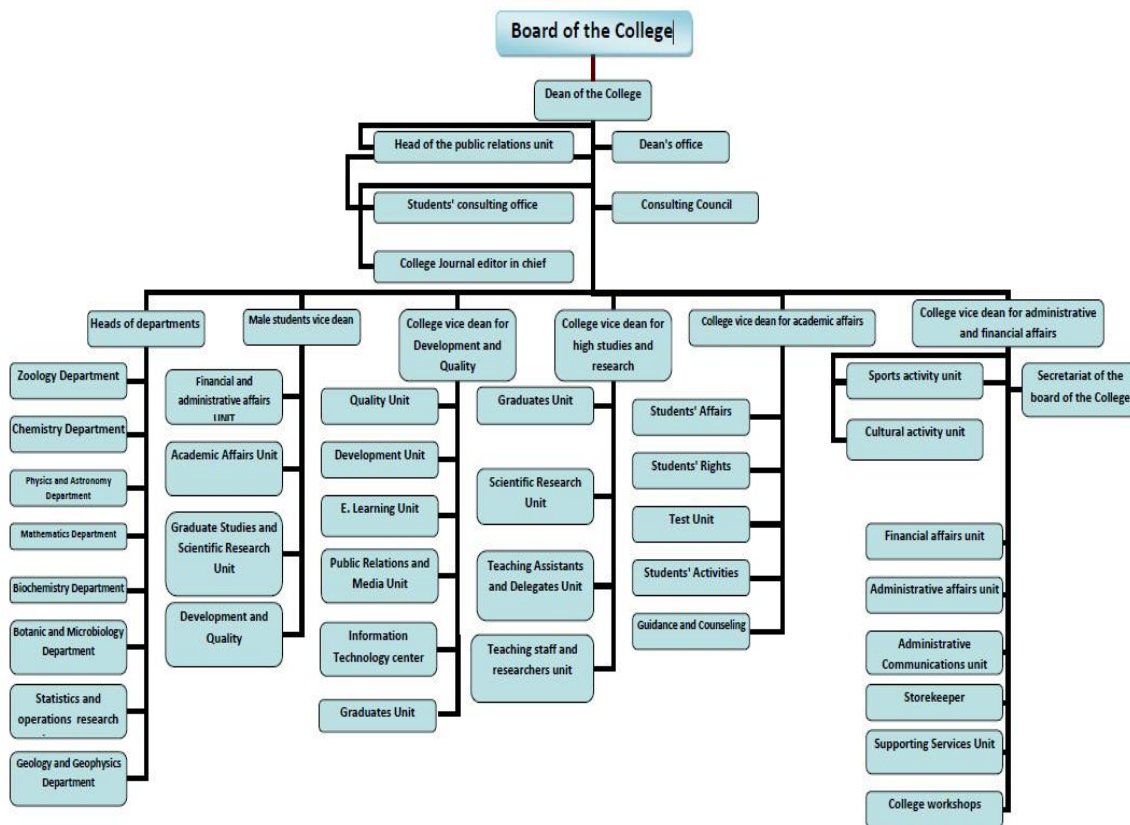 Board of the College
Dean of the College
Head of the public relations unit
Dean's office
Students' consulting office
Consulting Council
College Journal editor in chief
Heads of departments
Male students vice dean
College vice dean for
Development and
Quality
College vice dean for
high studies and
research
College vice dean for academic affairs
College vice dean for administrative
and financial affairs
Zoology Department
Chemistry Department
Physics and Astronomy
Department
Mathematics Department
Biochemistry Department
Botanic and Microbiology
Department
Statistics and
operations research
Geology and Geophysics
Department
Financial and
administrative affairs
UNIT
Academic Affairs Unit
Graduate Studies and
Scientific Research
Unit
Development and
Quality
Quality Unit
Development Unit
E. Learning Unit
Public Relations and
Media Unit
Information
Technology center
Graduates Unit
Graduates Unit
Scientific Research
Unit
Teaching Assistants
and Delegates Unit
Teaching staff and
researchers unit
Students' Affairs
Students' Rights
Test Unit
Students' Activities
Guidance and Counseling
Sports activity unit
Secretariat of the
board of the College
Cultural activity unit
Financial affairs unit
Administrative affairs unit
Administrative
Communications unit
Storekeeper
Supporting Services Unit
College workshops